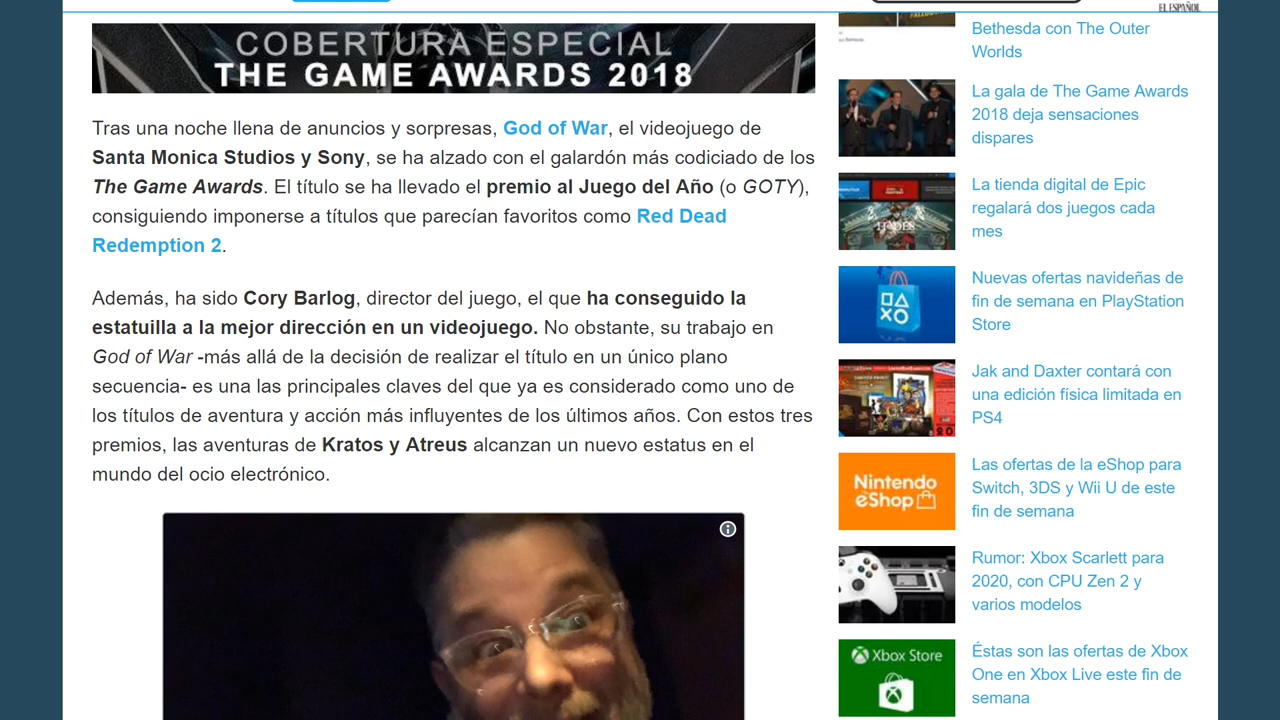 EL ESPAÑOL
COBERTURA ESPECIAL
THE GAME AWARDS 2018
Tras una noche llena de anuncios y sorpresas, God of War, el videojuego de
Santa Monica Studios y Sony, se ha alzado con el galardón más codiciado de los
The Game Awards. El título se ha llevado el premio al Juego del Año (o GOTY),
consiguiendo imponerse a títulos que parecían favoritos como Red Dead
Redemption 2.
Además, ha sido Cory Barlog, director del juego, el que ha conseguido la
estatuilla a la mejor dirección en un videojuego. No obstante, su trabajo en
God of War -más allá de la decisión de realizar el título en un único plano
secuencia- es una las principales claves del que ya es considerado como uno de
los títulos de aventura y acción más influyentes de los últimos años. Con estos tres
premios, las aventuras de Kratos y Atreus alcanzan un nuevo estatus en el
mundo del ocio electrónico.
Bethesda con The Outer
Worlds
La gala de The Game Awards
2018 deja sensaciones
dispares
HADES
La tienda digital de Epic
regalará dos juegos cada
mes
Nuevas ofertas navideñas de
fin de semana en PlayStation
Store
Jak and Daxter contará con
una edición física limitada en
PS4
Nintendo
eShop
Las ofertas de la eShop para
Switch, 3DS y Wii U de este
fin de semana
Rumor: Xbox Scarlett para
2020, con CPU Zen 2 y
varios modelos
Xbox Store
Éstas son las ofertas de Xbox
One en Xbox Live este fin de
semana